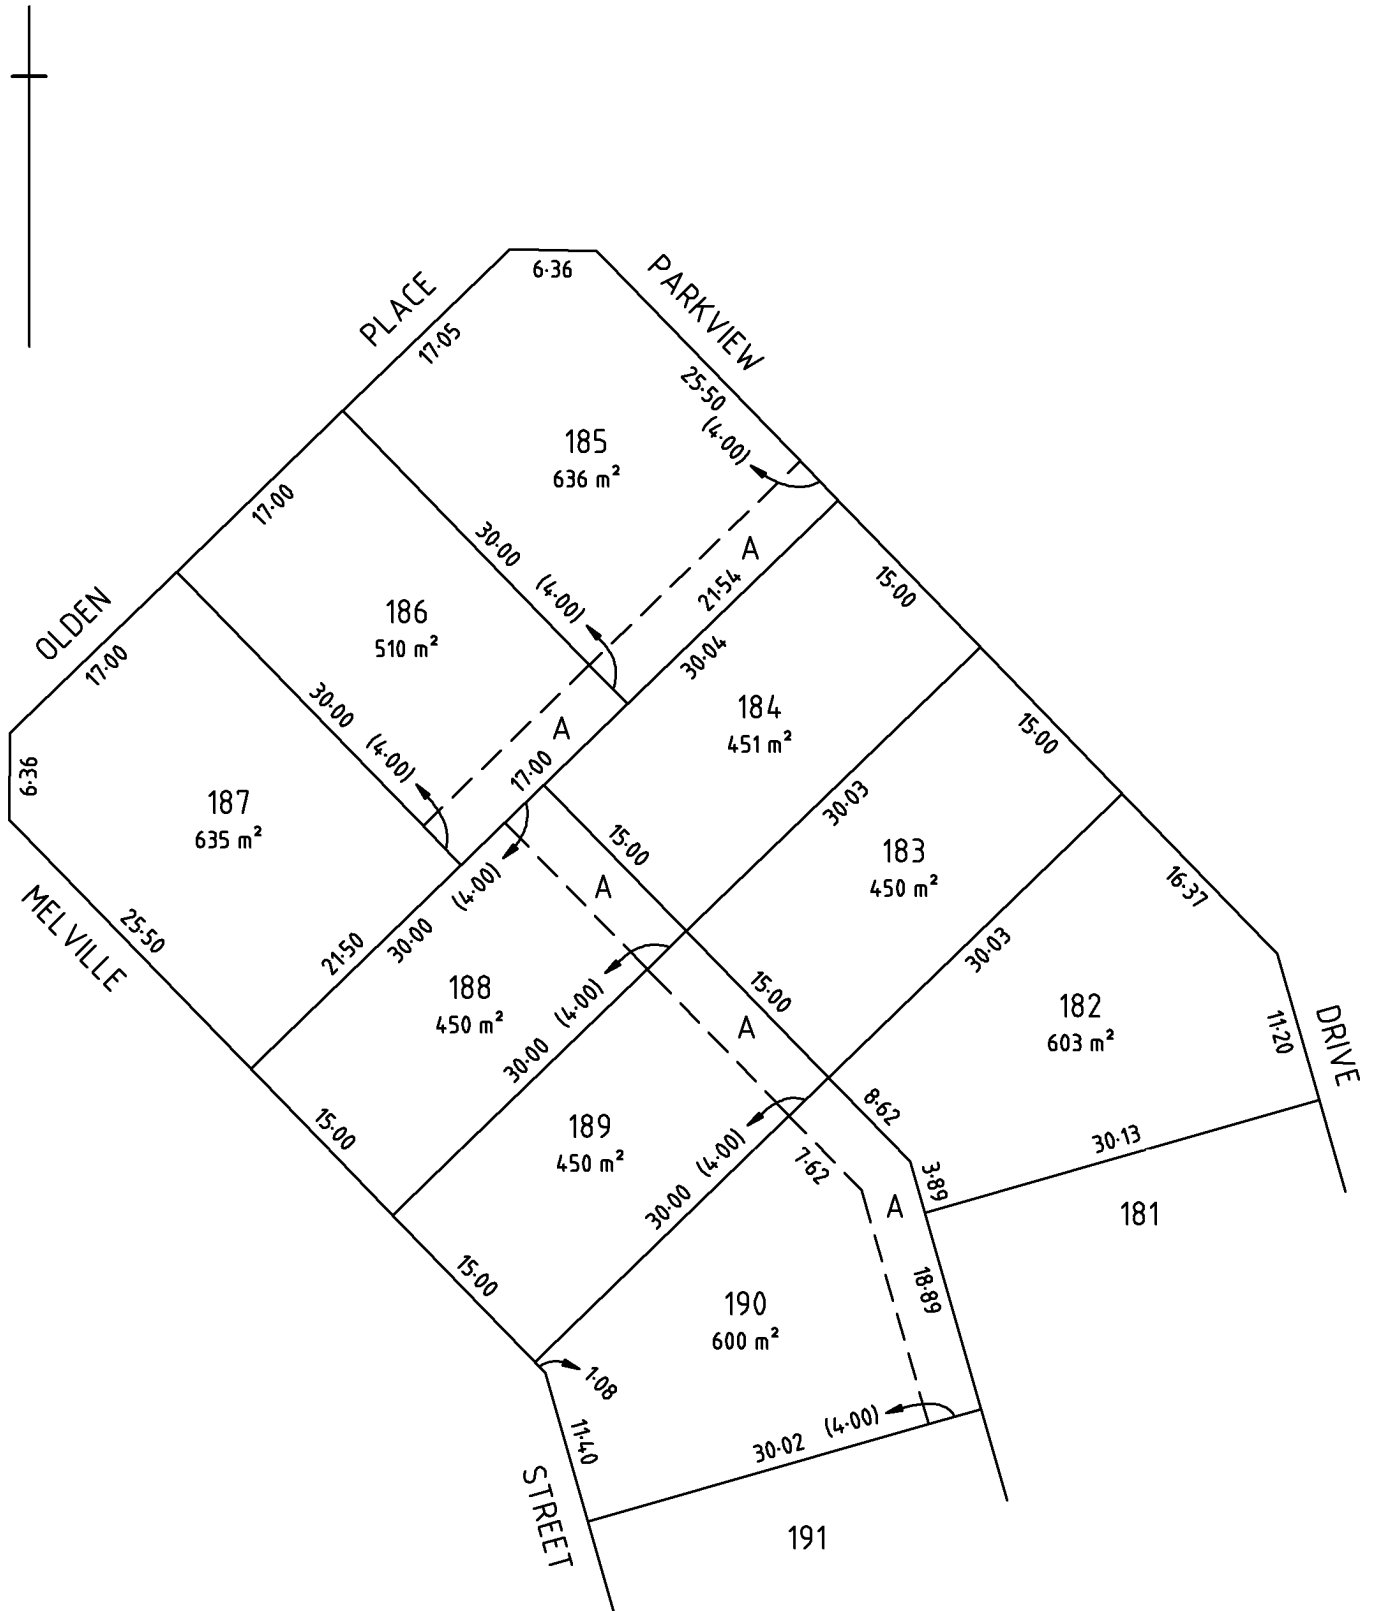 6·36
PARKVIEW
PLACE
17·05
25·50
(4·00)
185
636 m²
17·00
30·00
(4·00)
A
21·54
15·00
OLDEN
17·00
186
510 m²
30·04
30·00
(4·00)
A
184
451 m²
15·00
6·36
187
635 m²
17·00
30·03
15·00
183
450 m²
16·37
(4·00)
A
MELVILLE
25·50
21·50
30·00
188
450 m²
(4·00)
15·00
A
30·03
182
603 m²
11·20
DRIVE
30·00
15·00
189
450 m²
(4·00)
7·62
8·62
3·89
30·13
181
30·00
A
18·89
15·00
190
600 m²
1·08
11·40
30·02
(4·00)
STREET
191